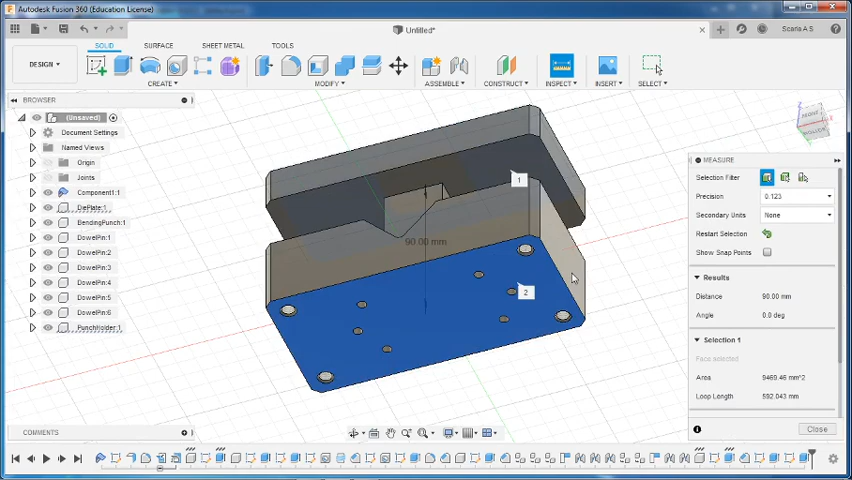 Autodesk Fusion 360 (Education License)
Untitled*
Scaria A S
SOLID SURFACE SHEET METAL TOOLS
DESIGN
CREATE MODIFY ASSEMBLE CONSTRUCT INSPECT INSERT SELECT
BROWSER
(Unsaved)
Document Settings
Named Views
Origin
Joints
Component1:1
DiePlate:1
BendingPunch:1
DowelPin:1
DowelPin:2
DowelPin:3
DowelPin:4
DowelPin:5
DowelPin:6
Punchholder:1
1
90.00 mm
2
Z
FRONT
X
MEASURE
Selection Filter
Precision 0.123
Secondary Units None
Restart Selection
Show Snap Points
Results
Distance 90.00 mm
Angle 0.0 deg
Selection 1
Face selected
Area 9469.46 mm^2
Loop Length 592.043 mm
Close
COMMENTS